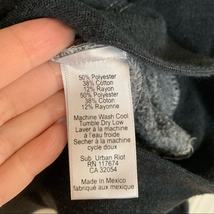 50% Polyester
38% Cotton
12% Rayon
50% Polyester
38% Coton
12% Rayonne
Machine Wash Cool
Tumble Dry Low
Laver à la machine
à l'eau froide
Secher à la machine
cycle doux
Sub Urban Riot
RN 117674
CA 32054
Made in Mexico
fabriqué aux mexique